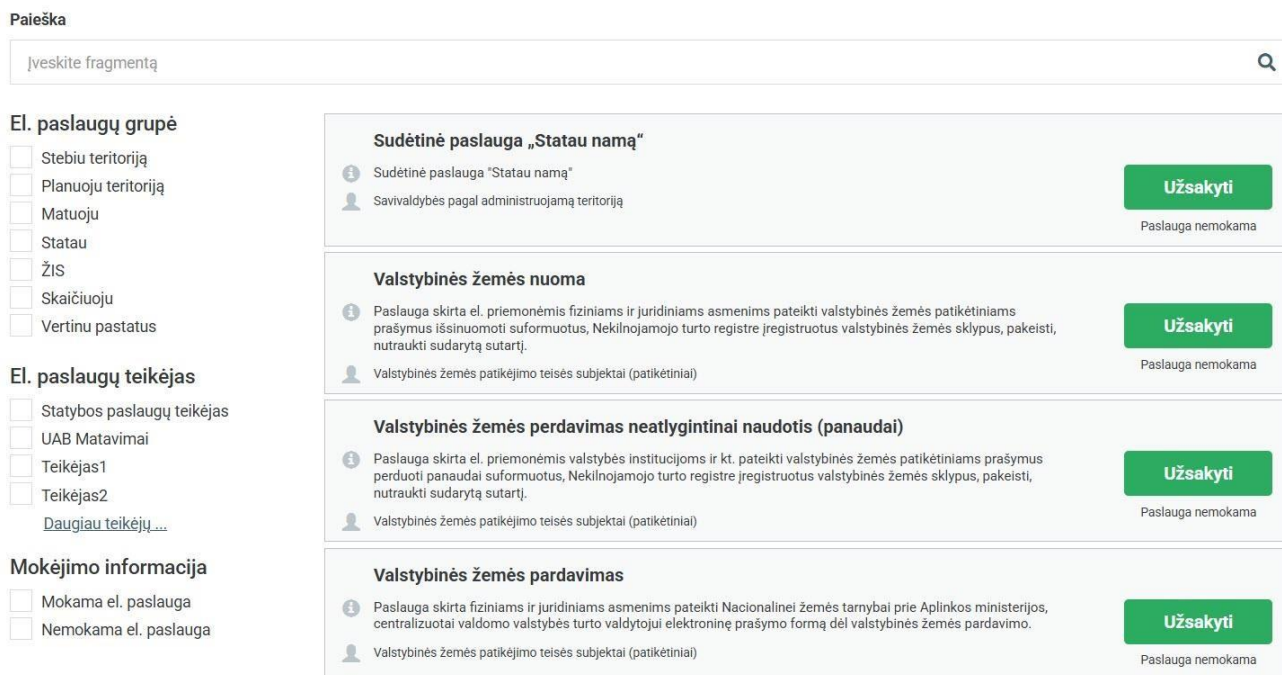 Paieška
Įveskite fragmentą
El. paslaugų grupė
Stebiu teritoriją
Planuoju teritoriją
Matuoju
Statau
ŽIS
Skaičiuoju
Vertinu pastatus
El. paslaugų teikėjas
Statybos paslaugų teikėjas
UAB Matavimai
Teikėjas1
Teikėjas2
Daugiau teikėjų ...
Mokėjimo informacija
Mokama el. paslauga
Nemokama el. paslauga
Sudėtinė paslauga „Statau namą“
Sudėtinė paslauga "Statau namą"
Savivaldybės pagal administruojamą teritoriją
Užsakyti
Paslauga nemokama
Valstybinės žemės nuoma
Paslauga skirta el. priemonėmis fiziniams ir juridiniams asmenims pateikti valstybinės žemės patikėtiniams
prašymus išsinuomoti suformuotus, Nekilnojamojo turto registre įregistruotus valstybinės žemės sklypus, pakeisti,
nutraukti sudarytą sutartį.
Valstybinės žemės patikėjimo teisės subjektai (patikėtiniai)
Užsakyti
Paslauga nemokama
Valstybinės žemės perdavimas neatlygintinai naudotis (panaudai)
Paslauga skirta el. priemonėmis valstybės institucijoms ir kt. pateikti valstybinės žemės patikėtiniams prašymus
perduoti panaudai suformuotus, Nekilnojamojo turto registre įregistruotus valstybinės žemės sklypus, pakeisti,
nutraukti sudarytą sutartį.
Valstybinės žemės patikėjimo teisės subjektai (patikėtiniai)
Užsakyti
Paslauga nemokama
Valstybinės žemės pardavimas
Paslauga skirta fiziniams ir juridiniams asmenims pateikti Nacionalinei žemės tarnybai prie Aplinkos ministerijos,
centralizuotai valdomo valstybės turto valdytojui elektroninę prašymo formą dėl valstybinės žemės pardavimo.
Valstybinės žemės patikėjimo teisės subjektai (patikėtiniai)
Užsakyti
Paslauga nemokama